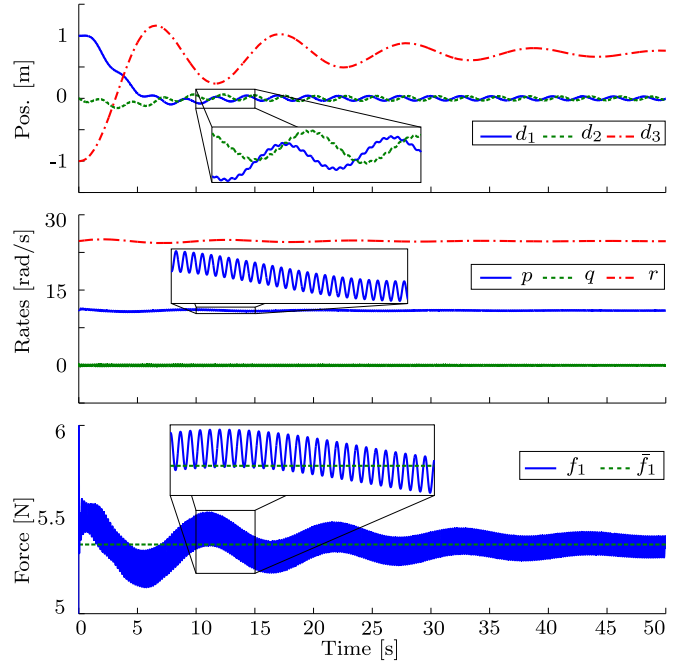 1
0
-1
Pos. [m]
d₁ d₂ d₃
30
15
0
Rates [rad/s]
p q r
6
5.5
5
Force [N]
f₁ f̄₁
0 5 10 15 20 25 30 35 40 45 50
Time [s]